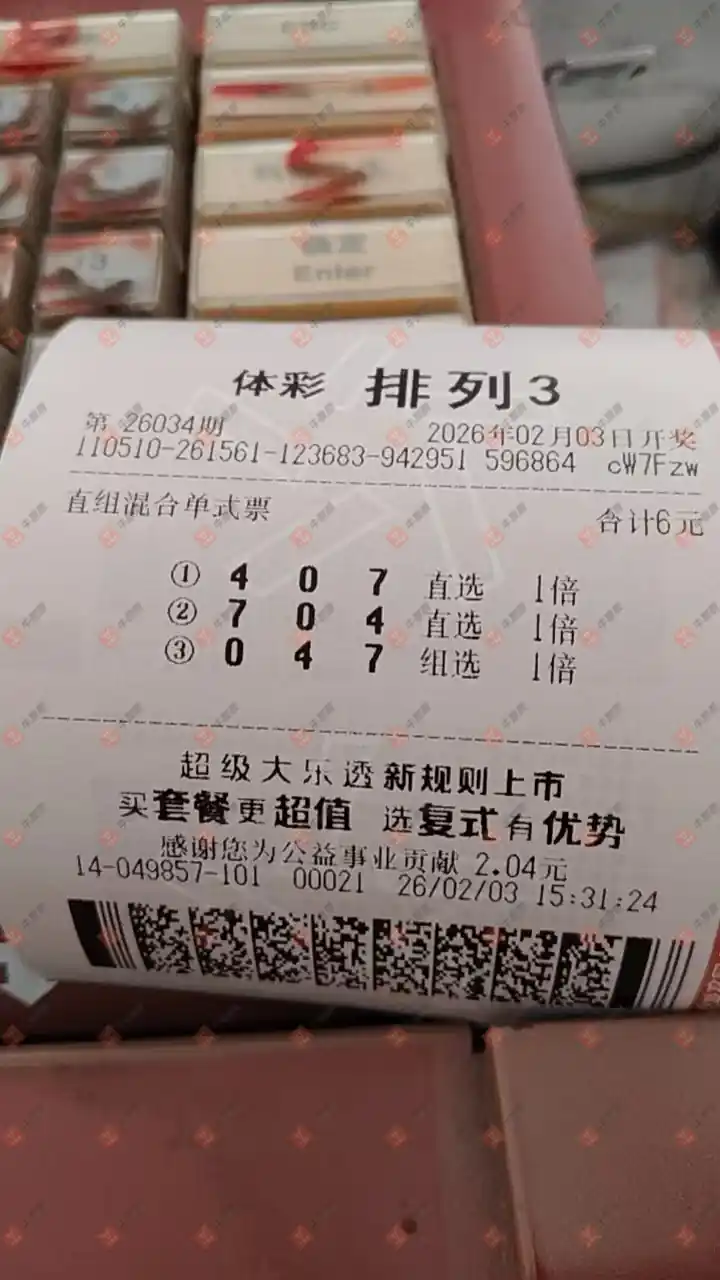 确定
Enter
体彩 排列3
第 26034期 2026年02月03日开奖
110510-261561-123683-942951 596864 cW7Fzw
直组混合单式票 合计6元
① 4 0 7 直选 1倍
② 7 0 4 直选 1倍
③ 0 4 7 组选 1倍
超级大乐透新规则上市
买套餐更超值 选复式有优势
感谢您为公益事业贡献 2.04元
14-049857-101 00021 26/02/03 15:31:24